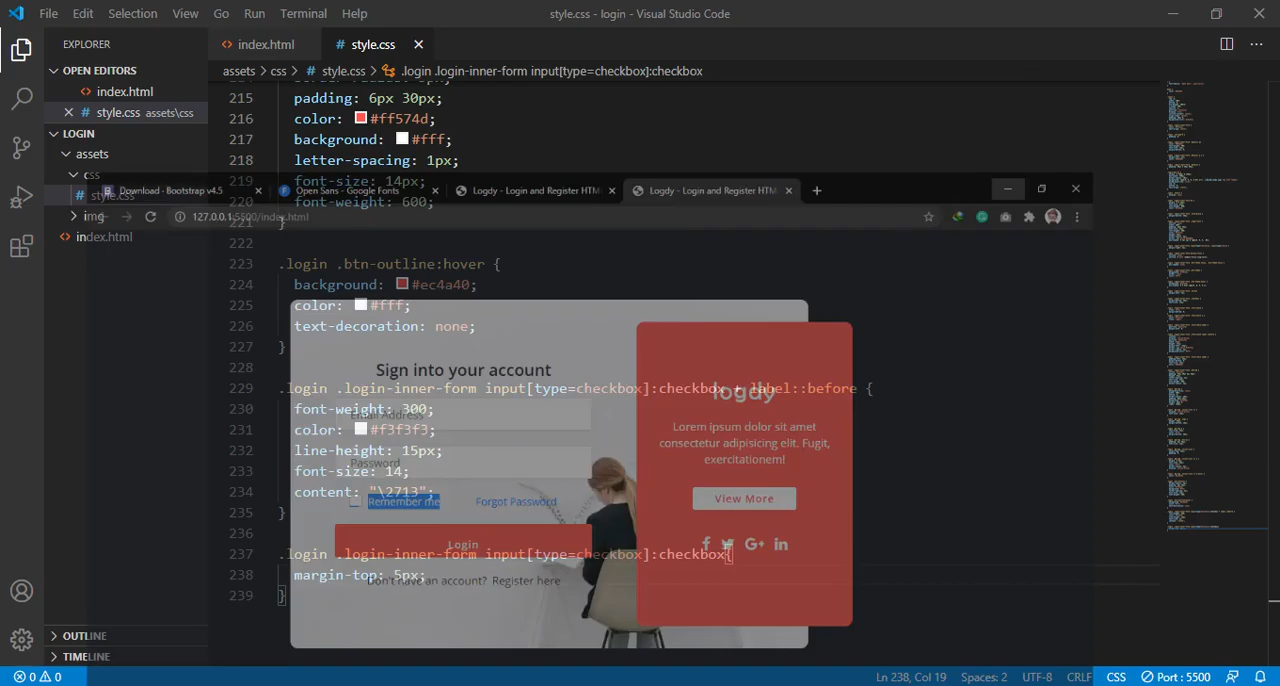 File Edit Selection View Go Run Terminal Help
style.css - login - Visual Studio Code
EXPLORER
index.html
style.css
OPEN EDITORS
assets > css > # style.css > .login .login-inner-form input[type=checkbox]:checkbox
index.html
style.css assets\css
LOGIN
assets
css
style.css
img
index.html
215 padding: 6px 30px;
216 color: #ff574d;
217 background: #fff;
218 letter-spacing: 1px;
219 font-size: 14px;
220 font-weight: 600;
221 }
222
223 .login .btn-outline:hover {
224 background: #ec4a40;
225 color: #fff;
226 text-decoration: none;
227 }
228
229 .login .login-inner-form input[type=checkbox]:checkbox + label::before {
230 font-weight: 300;
231 color: #f3f3f3;
232 line-height: 15px;
233 font-size: 14;
234 content: "\2713";
235 }
236
237 .login .login-inner-form input[type=checkbox]:checkbox{
238 margin-top: 5px;
239 }
Download - Bootstrap v4.5
Open Sans - Google Fonts
Logdy - Login and Register HTM
Logdy - Login and Register HTM
127.0.0.1:5500/index.html
Sign into your account
Email Address
Password
Remember me
Forgot Password
Login
Don't have an account? Register here
logdy
Lorem ipsum dolor sit amet
consectetur adipisicing elit. Fugit,
exercitationem!
View More
OUTLINE
TIMELINE
0 0
Ln 238, Col 19 Spaces: 2 UTF-8 CRLF CSS Port : 5500